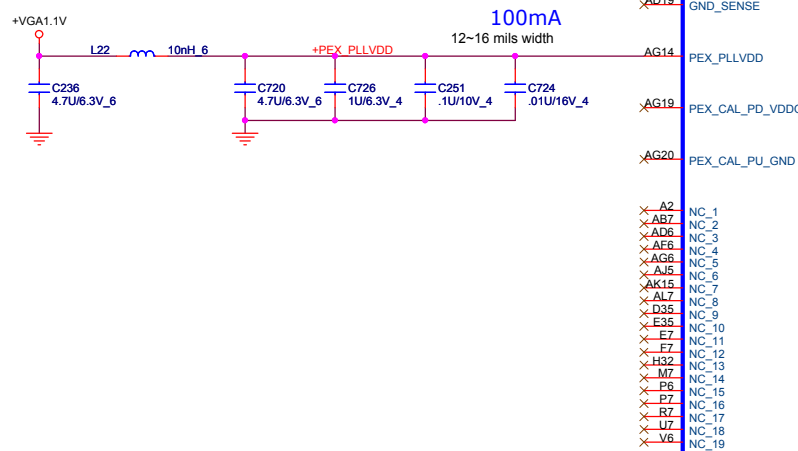 AD19 GND_SENSE
100mA
+VGA1.1V
12~16 mils width
L22 10nH_6 +PEX_PLLVDD AG14 PEX_PLLVDD
C236
4.7U/6.3V_6
C720
4.7U/6.3V_6
C726
1U/6.3V_4
C251
.1U/10V_4
C724
.01U/16V_4
AG19 PEX_CAL_PD_VDDQ
AG20 PEX_CAL_PU_GND
A2 NC_1
AB7 NC_2
AD6 NC_3
AF6 NC_4
AG6 NC_5
AJ5 NC_6
AK15 NC_7
AL7 NC_8
D35 NC_9
E35 NC_10
E7 NC_11
F7 NC_12
H32 NC_13
M7 NC_14
P6 NC_15
P7 NC_16
R7 NC_17
U7 NC_18
V6 NC_19